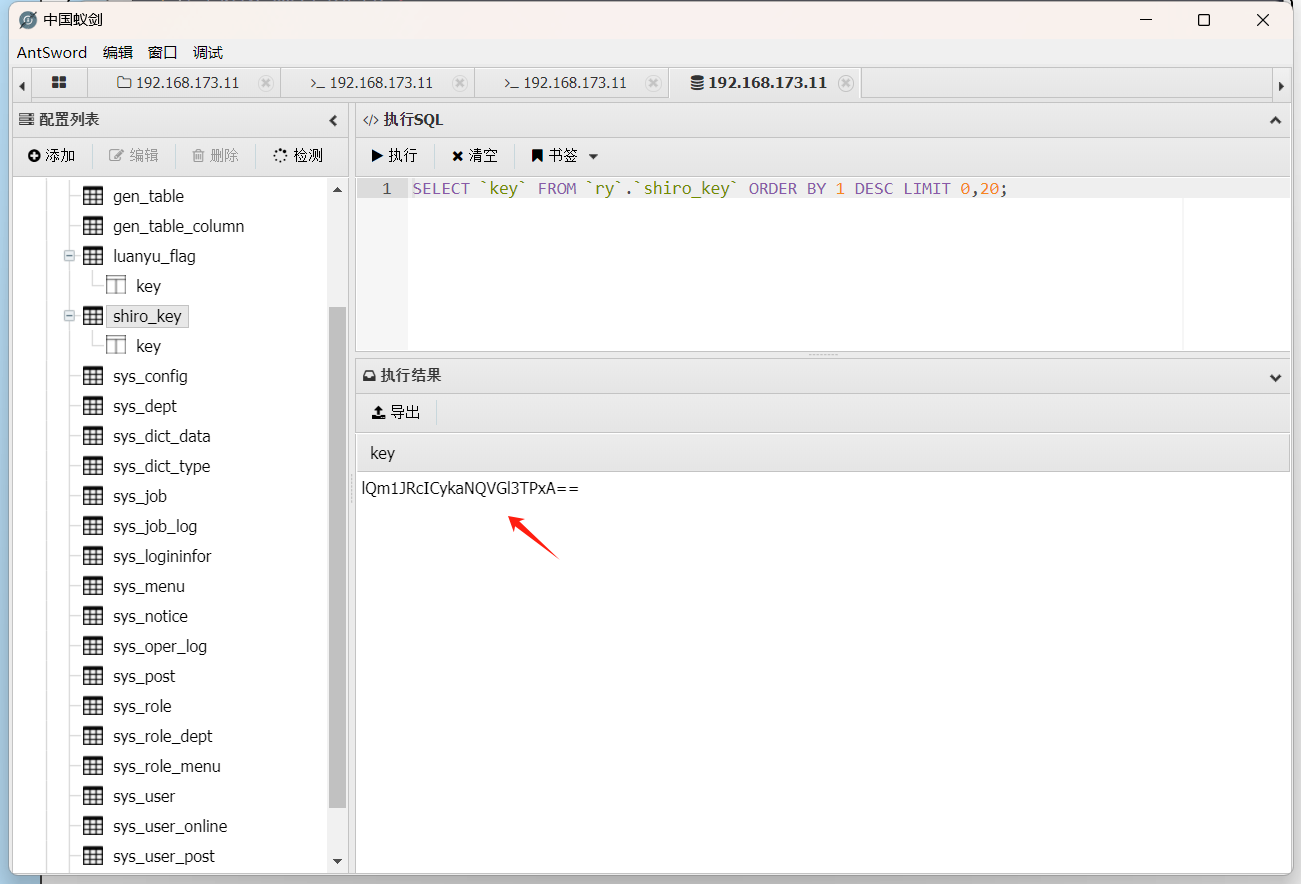 中国蚁剑
AntSword 编辑 窗口 调试
192.168.173.11 >_ 192.168.173.11 >_ 192.168.173.11 192.168.173.11
配置列表
添加 编辑 删除 检测
gen_table
gen_table_column
luanyu_flag
key
shiro_key
key
sys_config
sys_dept
sys_dict_data
sys_dict_type
sys_job
sys_job_log
sys_logininfor
sys_menu
sys_notice
sys_oper_log
sys_post
sys_role
sys_role_dept
sys_role_menu
sys_user
sys_user_online
sys_user_post
</> 执行SQL
执行 清空 书签
1 SELECT `key` FROM `ry`.`shiro_key` ORDER BY 1 DESC LIMIT 0,20;
执行结果
导出
key
lQm1JRcICykaNQVGl3TPxA==